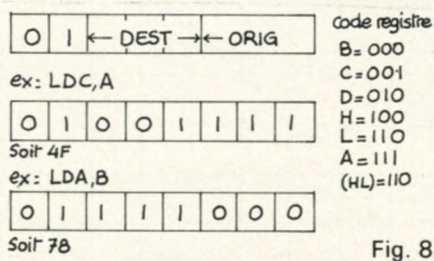 0 1 ← DEST → ← ORIG
ex: LDC,A
0 1 0 0 1 1 1 1
Soit 4F
ex: LDA,B
0 1 1 1 1 0 0 0
Soit 78
code registre
B=000
C=001
D=010
H=100
L=110
A=111
(HL)=110
Fig. 8